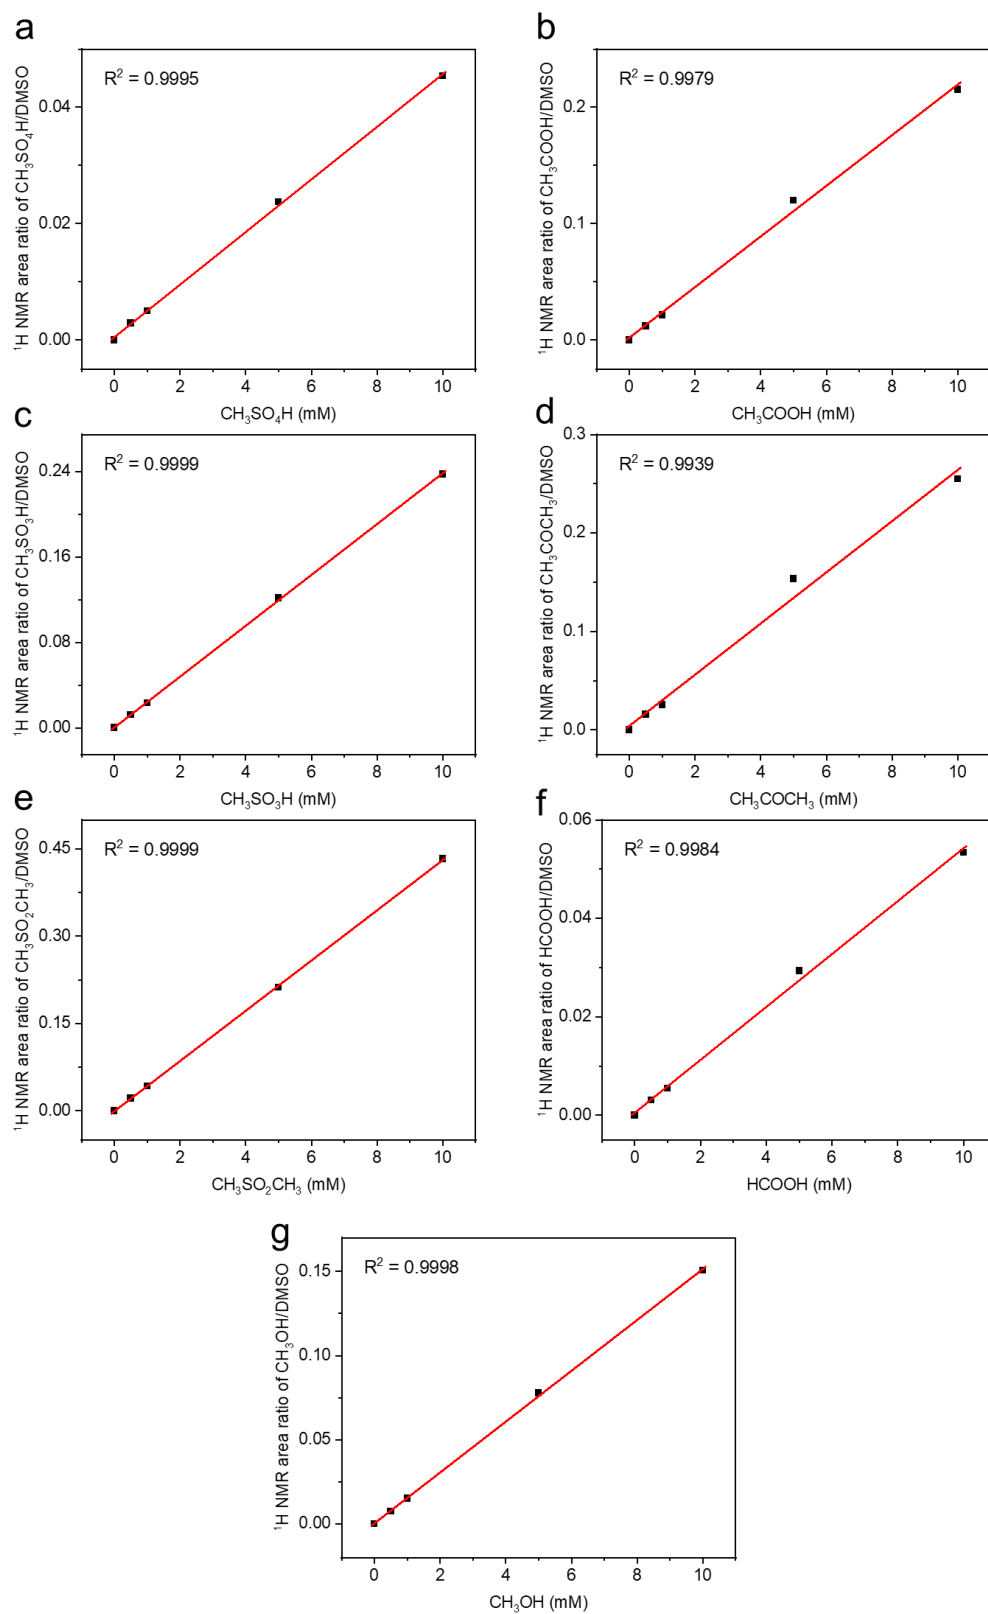 a
R² = 0.9995
¹H NMR area ratio of CH₃SO₄H/DMSO
0.04
0.02
0.00
0 2 4 6 8 10
CH₃SO₄H (mM)
b
R² = 0.9979
¹H NMR area ratio of CH₃COOH/DMSO
0.2
0.1
0.0
0 2 4 6 8 10
CH₃COOH (mM)
c
R² = 0.9999
¹H NMR area ratio of CH₃SO₃H/DMSO
0.24
0.16
0.08
0.00
0 2 4 6 8 10
CH₃SO₃H (mM)
d
R² = 0.9939
¹H NMR area ratio of CH₃COCH₃/DMSO
0.3
0.2
0.1
0.0
0 2 4 6 8 10
CH₃COCH₃ (mM)
e
R² = 0.9999
¹H NMR area ratio of CH₃SO₂CH₃/DMSO
0.45
0.30
0.15
0.00
0 2 4 6 8 10
CH₃SO₂CH₃ (mM)
f
R² = 0.9984
¹H NMR area ratio of HCOOH/DMSO
0.06
0.04
0.02
0.00
0 2 4 6 8 10
HCOOH (mM)
g
R² = 0.9998
¹H NMR area ratio of CH₃OH/DMSO
0.15
0.10
0.05
0.00
0 2 4 6 8 10
CH₃OH (mM)